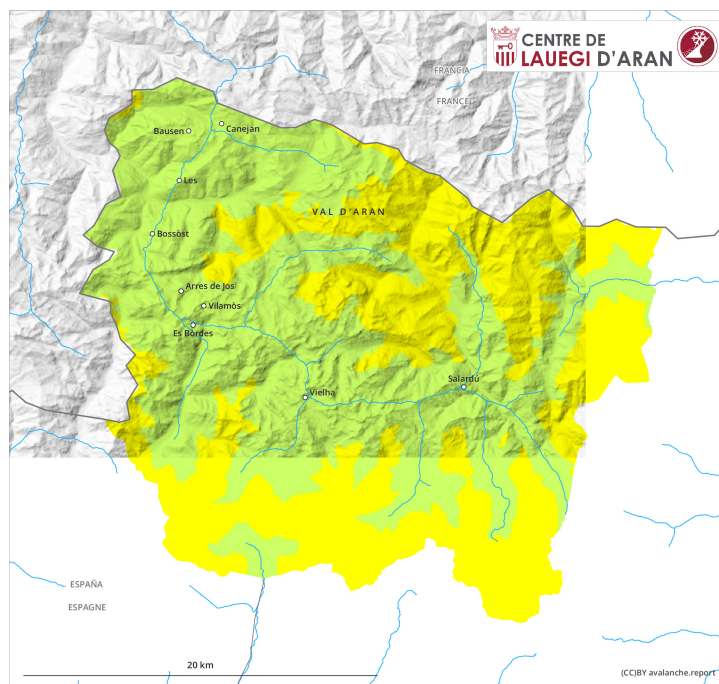 CENTRE DE
LAUEGI D'ARAN
FRANCIA
FRANCE
Canejan
Bausen
Les
VAL D'ARAN
Bossòst
Arres de Jos
Vilamòs
Es Bòrdes
Salardú
Vielha
ESPAÑA
ESPAGNE
20 km
(CC)BY avalanche.report